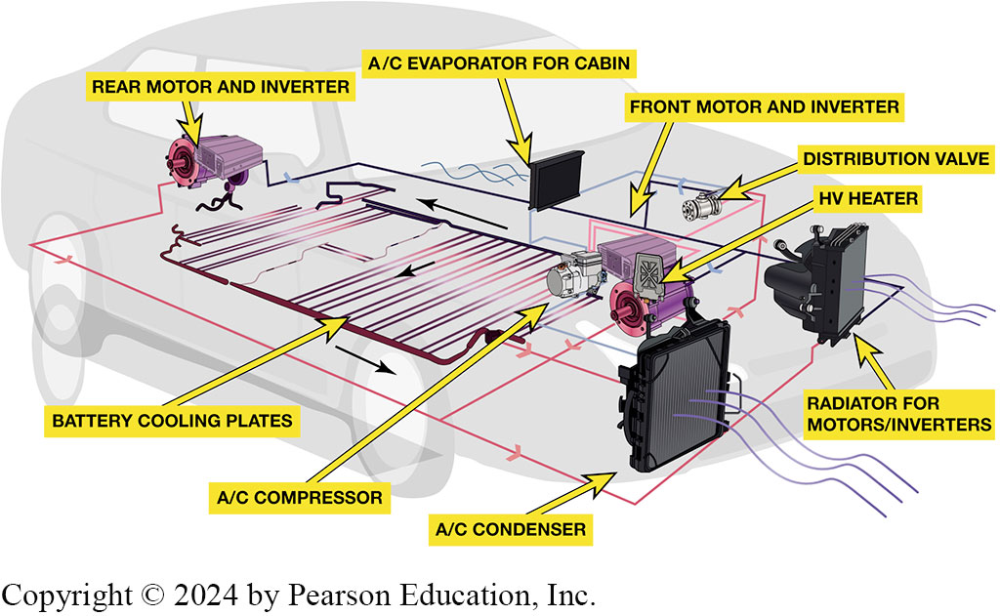 A/C EVAPORATOR FOR CABIN
REAR MOTOR AND INVERTER
FRONT MOTOR AND INVERTER
DISTRIBUTION VALVE
HV HEATER
RADIATOR FOR
MOTORS/INVERTERS
BATTERY COOLING PLATES
A/C COMPRESSOR
A/C CONDENSER
Copyright © 2024 by Pearson Education, Inc.